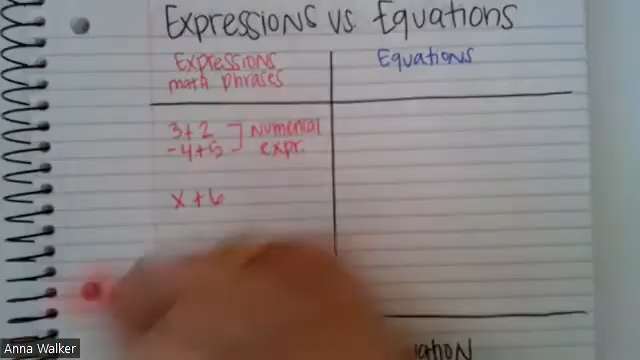 Expressions vs Equations
Expressions
math phrases
Equations
3+2
-4+5
Numerical
expr.
x+6
Anna Walker